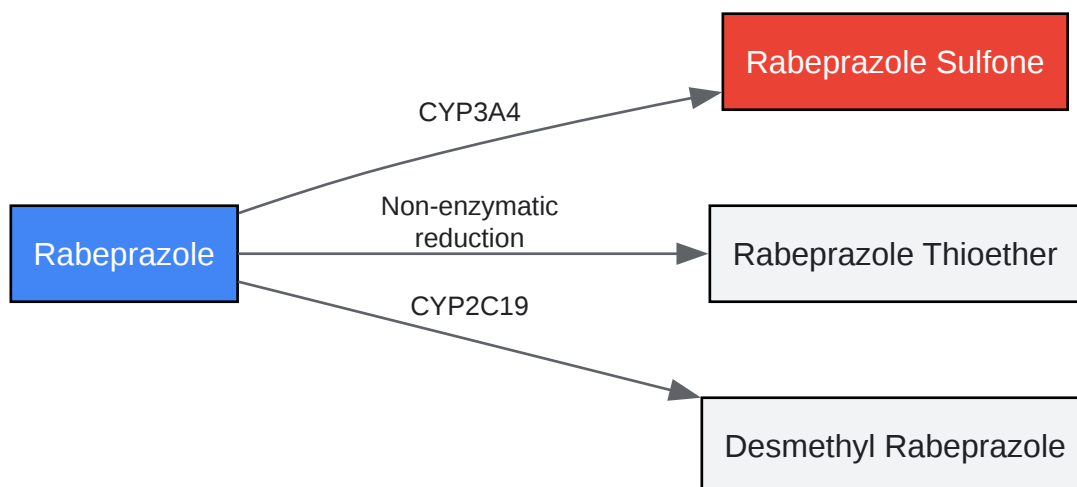 Rabeprazole Sulfone
CYP3A4
Non-enzymatic
reduction
Rabeprazole
Rabeprazole Thioether
CYP2C19
Desmethyl Rabeprazole